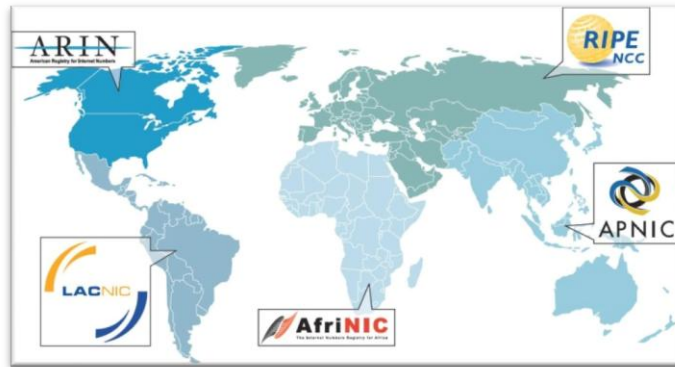 ARIN
American Registry for Internet Numbers
RIPE
NCC
APNIC
LACNIC
AfriNIC
The Internet Numbers Registry for Africa